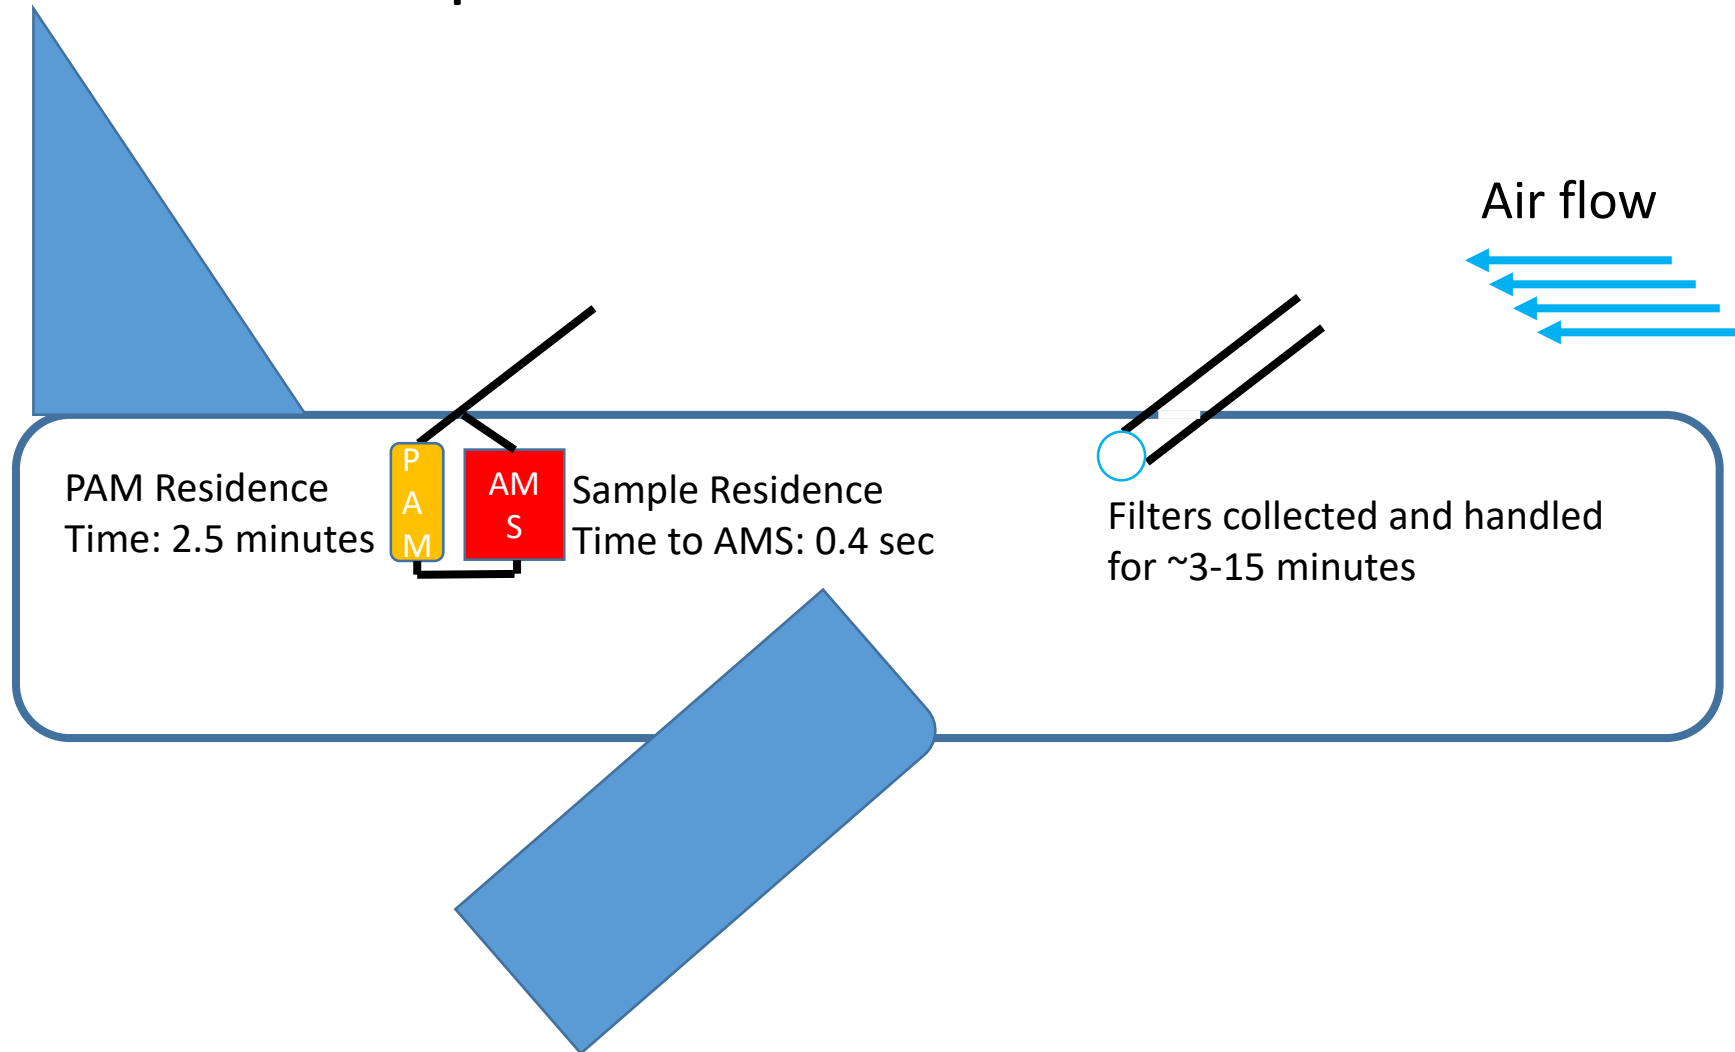 Air flow
P
A
M
AM
S
PAM Residence
Time: 2.5 minutes
Sample Residence
Time to AMS: 0.4 sec
Filters collected and handled
for ~3-15 minutes